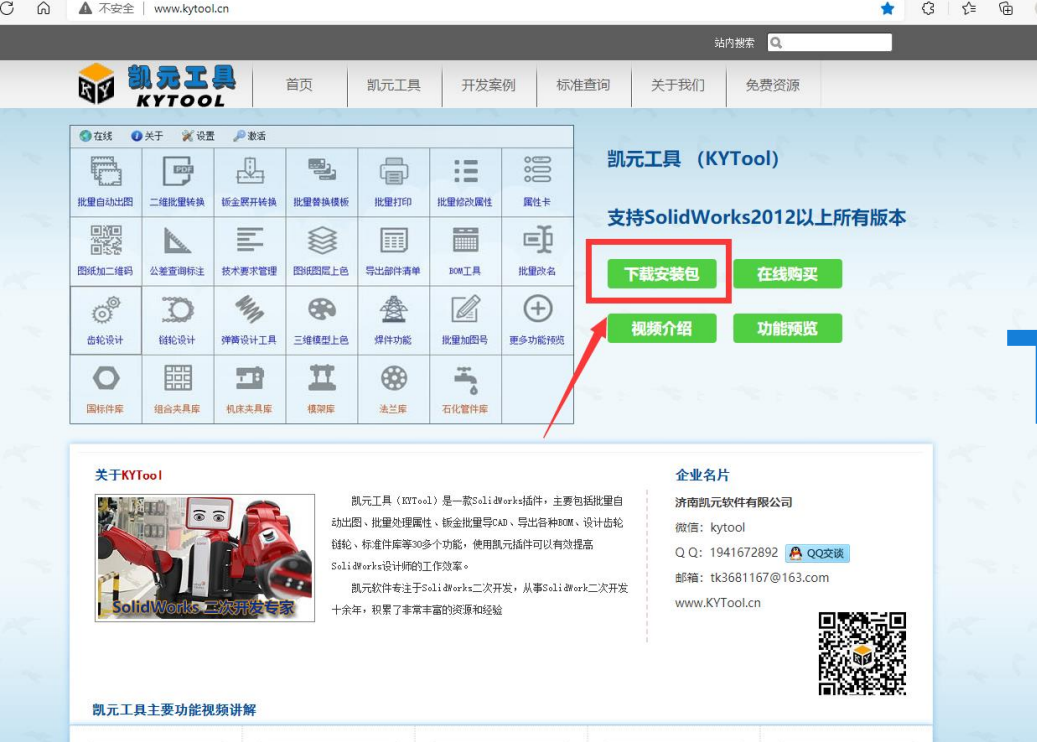 不安全 www.kytool.cn
站内搜索
凯元工具
KYTOOL
KY
首页 凯元工具 开发案例 标准查询 关于我们 免费资源
在线 关于 设置 激活
批量自动出图 二维批量转换 钣金展开转换 批量替换模板 批量打印 批量修改属性 属性卡
图纸加二维码 公差查询标注 技术要求管理 图纸图层上色 导出部件清单 BOM工具 批量改名
齿轮设计 链轮设计 弹簧设计工具 三维模型上色 焊件功能 批量加图号 更多功能预览
国标件库 组合夹具库 机床夹具库 模架库 法兰库 石化管件库
PDF
凯元工具 (KYTool)
支持SolidWorks2012以上所有版本
下载安装包 在线购买
视频介绍 功能预览
关于KYTool
SolidWorks 二次开发专家
凯元工具（KYTool）是一款SolidWorks插件，主要包括批量自
动出图、批量处理属性、钣金批量导CAD、导出各种BOM、设计齿轮
链轮、标准件库等30多个功能，使用凯元插件可以有效提高
SolidWorks设计师的工作效率。
凯元软件专注于SolidWorks二次开发，从事SolidWork二次开发
十余年，积累了非常丰富的资源和经验
企业名片
济南凯元软件有限公司
微信：kytool
Q Q：1941672892 QQ交谈
邮箱：tk3681167@163.com
www.KYTool.cn
KY
凯元工具主要功能视频讲解